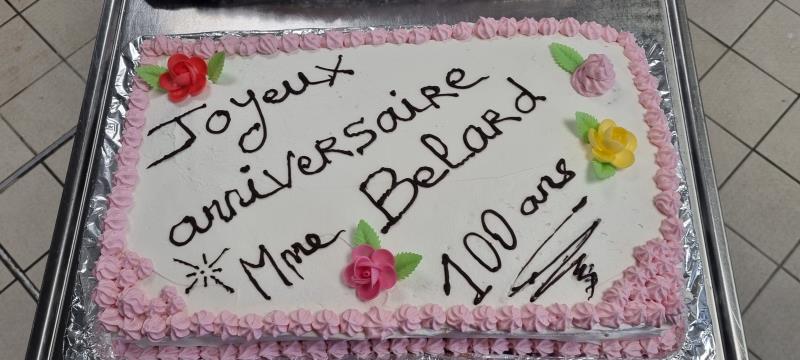 Joyeux
anniversaire
Mme Belard
100 ans